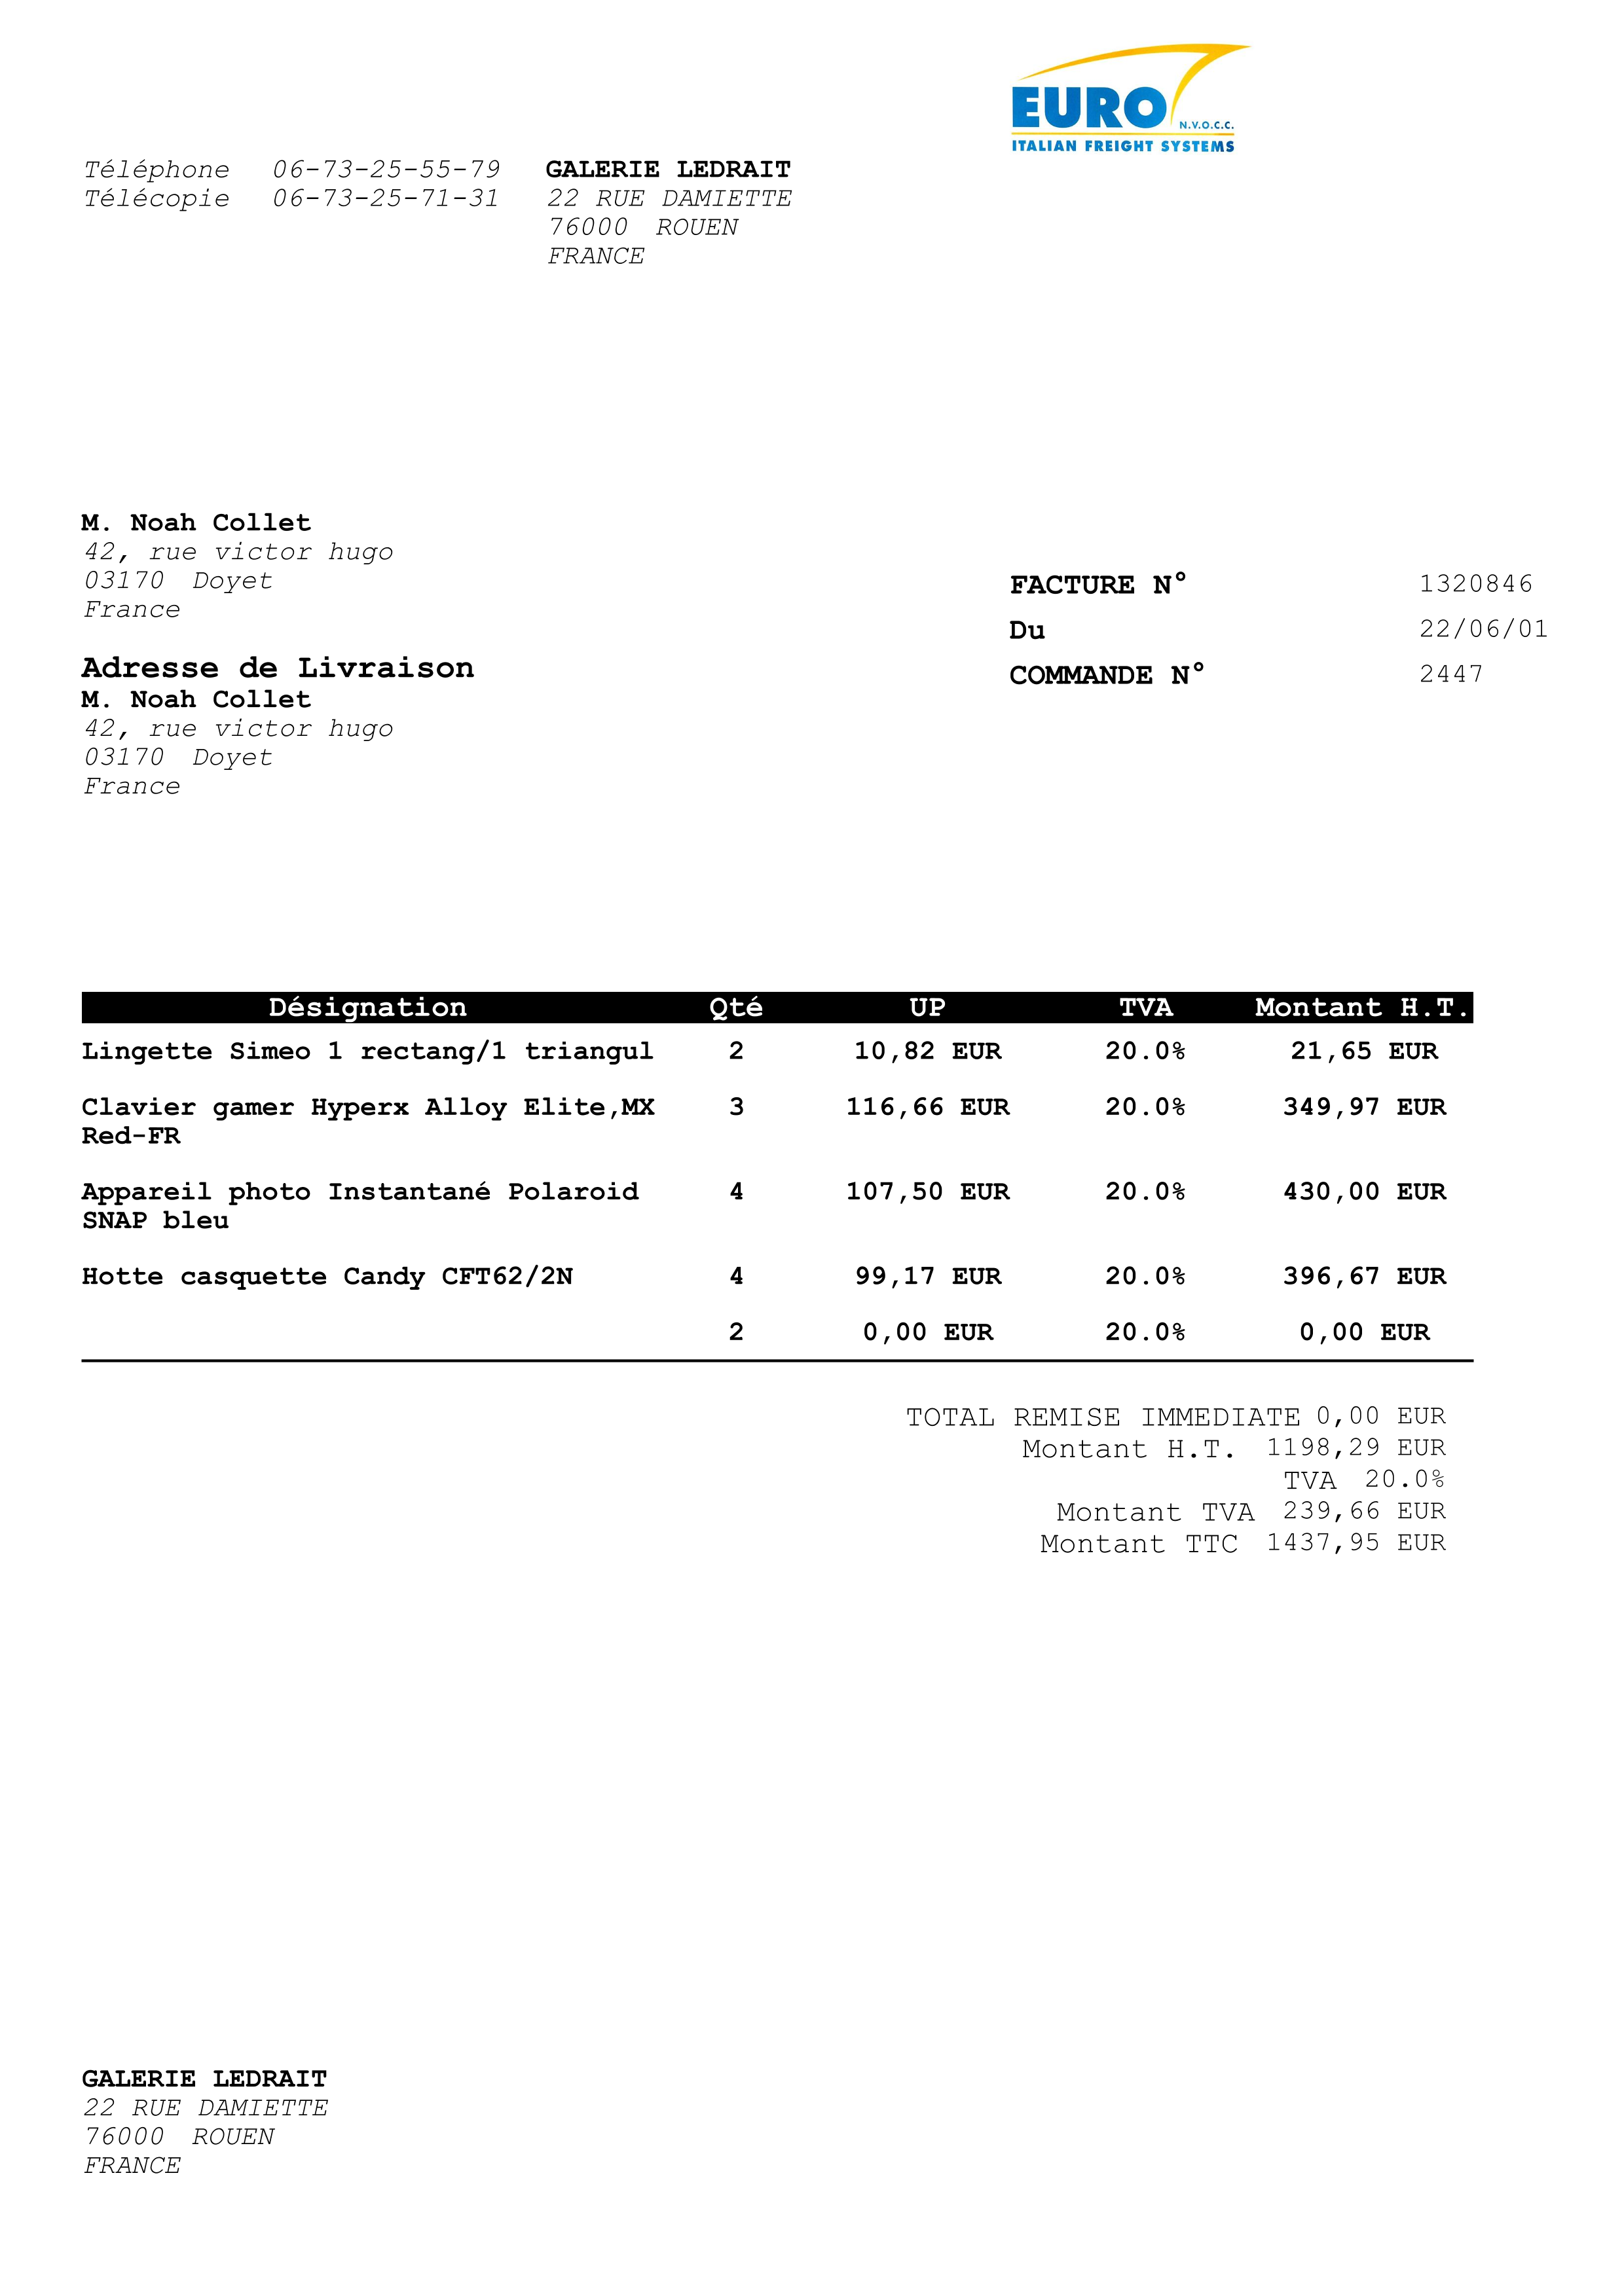 EURO N.V.O.C.C.
ITALIAN FREIGHT SYSTEMS
Téléphone 06-73-25-55-79
Télécopie 06-73-25-71-31
GALERIE LEDRAIT
22 RUE DAMIETTE
76000 ROUEN
FRANCE
M. Noah Collet
42, rue victor hugo
03170 Doyet
France
Adresse de Livraison
M. Noah Collet
42, rue victor hugo
03170 Doyet
France
FACTURE N° 1320846
Du 22/06/01
COMMANDE N° 2447
Désignation Qté UP TVA Montant H.T.
Lingette Simeo 1 rectang/1 triangul 2 10,82 EUR 20.0% 21,65 EUR
Clavier gamer Hyperx Alloy Elite,MX 3 116,66 EUR 20.0% 349,97 EUR
Red-FR
Appareil photo Instantané Polaroid 4 107,50 EUR 20.0% 430,00 EUR
SNAP bleu
Hotte casquette Candy CFT62/2N 4 99,17 EUR 20.0% 396,67 EUR
2 0,00 EUR 20.0% 0,00 EUR
TOTAL REMISE IMMEDIATE 0,00 EUR
Montant H.T. 1198,29 EUR
TVA 20.0%
Montant TVA 239,66 EUR
Montant TTC 1437,95 EUR
GALERIE LEDRAIT
22 RUE DAMIETTE
76000 ROUEN
FRANCE